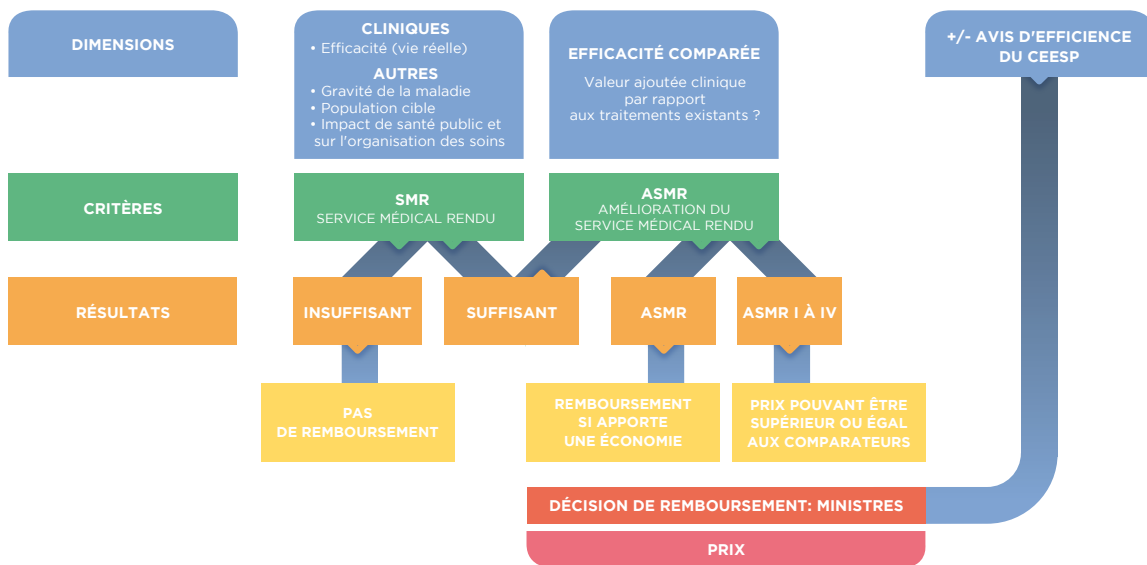 DIMENSIONS
CLINIQUES
• Efficacité (vie réelle)
AUTRES
• Gravité de la maladie
• Population cible
• Impact de santé public et
sur l'organisation des soins
EFFICACITÉ COMPARÉE
Valeur ajoutée clinique
par rapport
aux traitements existants ?
+/- AVIS D'EFFICIENCE
DU CEESP
CRITÈRES
SMR
SERVICE MÉDICAL RENDU
ASMR
AMÉLIORATION DU
SERVICE MÉDICAL RENDU
RÉSULTATS
INSUFFISANT
SUFFISANT
ASMR
ASMR I À IV
PAS
DE REMBOURSEMENT
REMBOURSEMENT
SI APPORTE
UNE ÉCONOMIE
PRIX POUVANT ÊTRE
SUPÉRIEUR OU ÉGAL
AUX COMPARATEURS
DÉCISION DE REMBOURSEMENT: MINISTRES
PRIX